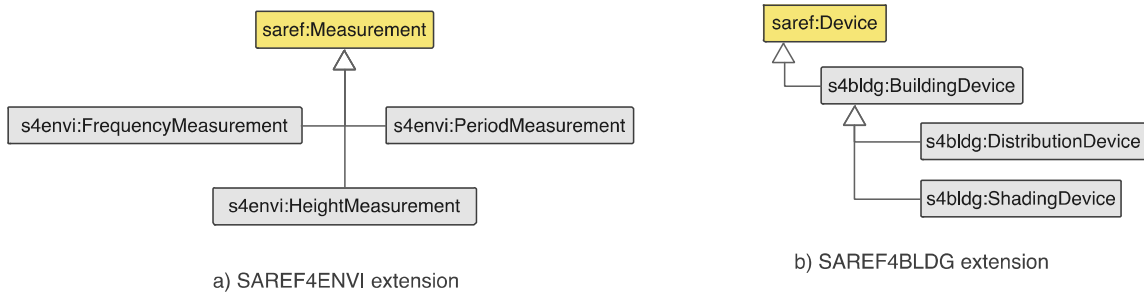 saref:Measurement
s4envi:FrequencyMeasurement
s4envi:PeriodMeasurement
s4envi:HeightMeasurement
a) SAREF4ENVI extension
saref:Device
s4bldg:BuildingDevice
s4bldg:DistributionDevice
s4bldg:ShadingDevice
b) SAREF4BLDG extension